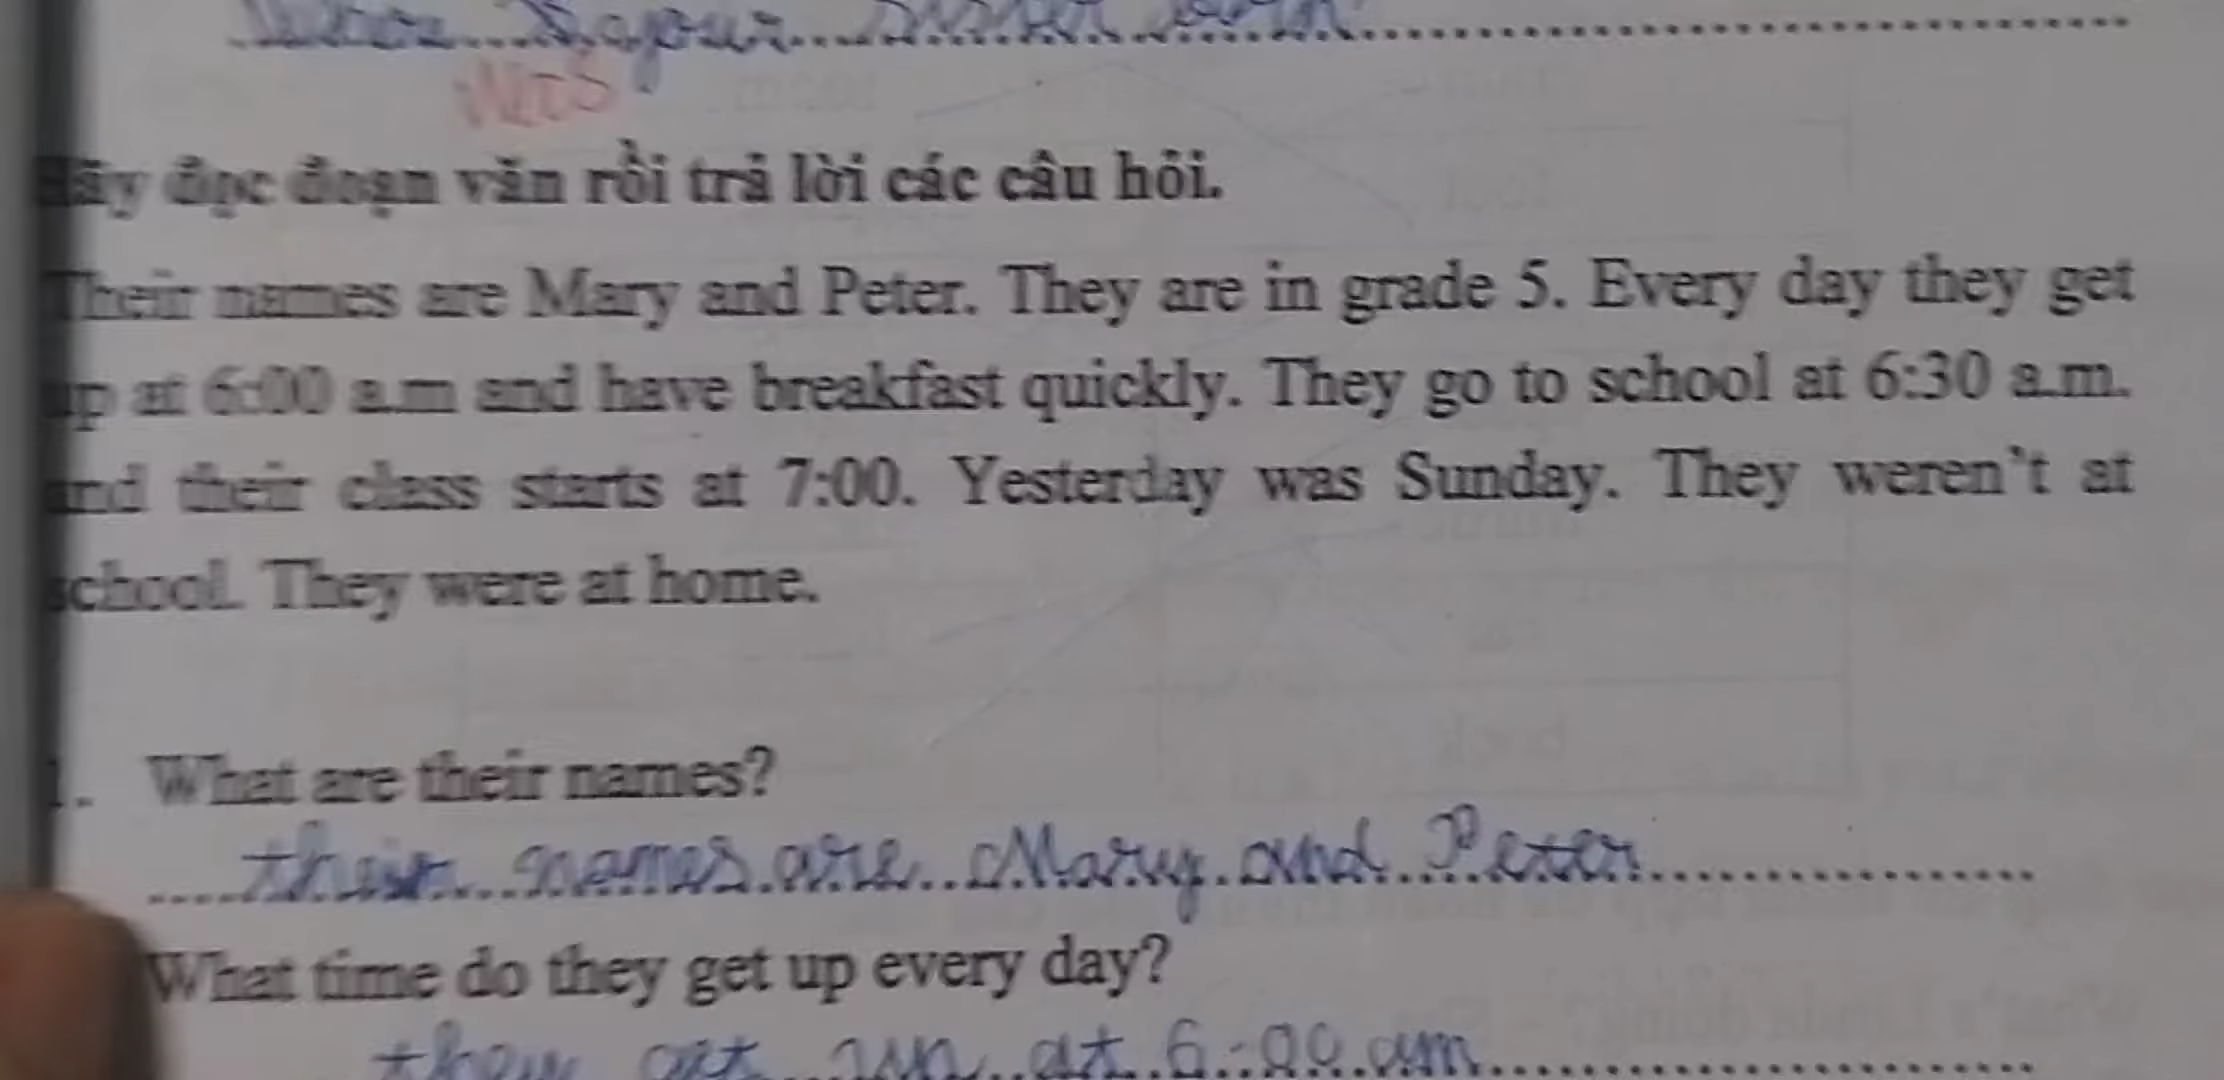 your sister born
was
Hãy đọc đoạn văn rồi trả lời các câu hỏi.
Their names are Mary and Peter. They are in grade 5. Every day they get
up at 6:00 a.m and have breakfast quickly. They go to school at 6:30 a.m.
and their class starts at 7:00. Yesterday was Sunday. They weren't at
school. They were at home.
. What are their names?
their names are Mary and Peter
What time do they get up every day?
they get up at 6:00 am